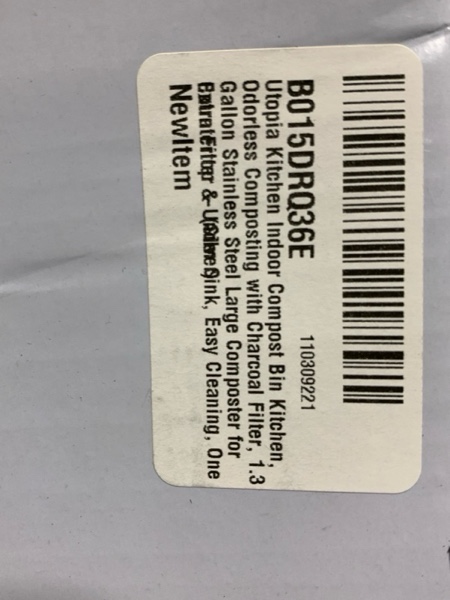 B015DRQ36E 110309221
Utopia Kitchen Indoor Compost Bin Kitchen,
Odorless Composting with Charcoal Filter, 1.3
Gallon Stainless Steel Large Composter for
& Sink, Easy Cleaning, One
NewItem